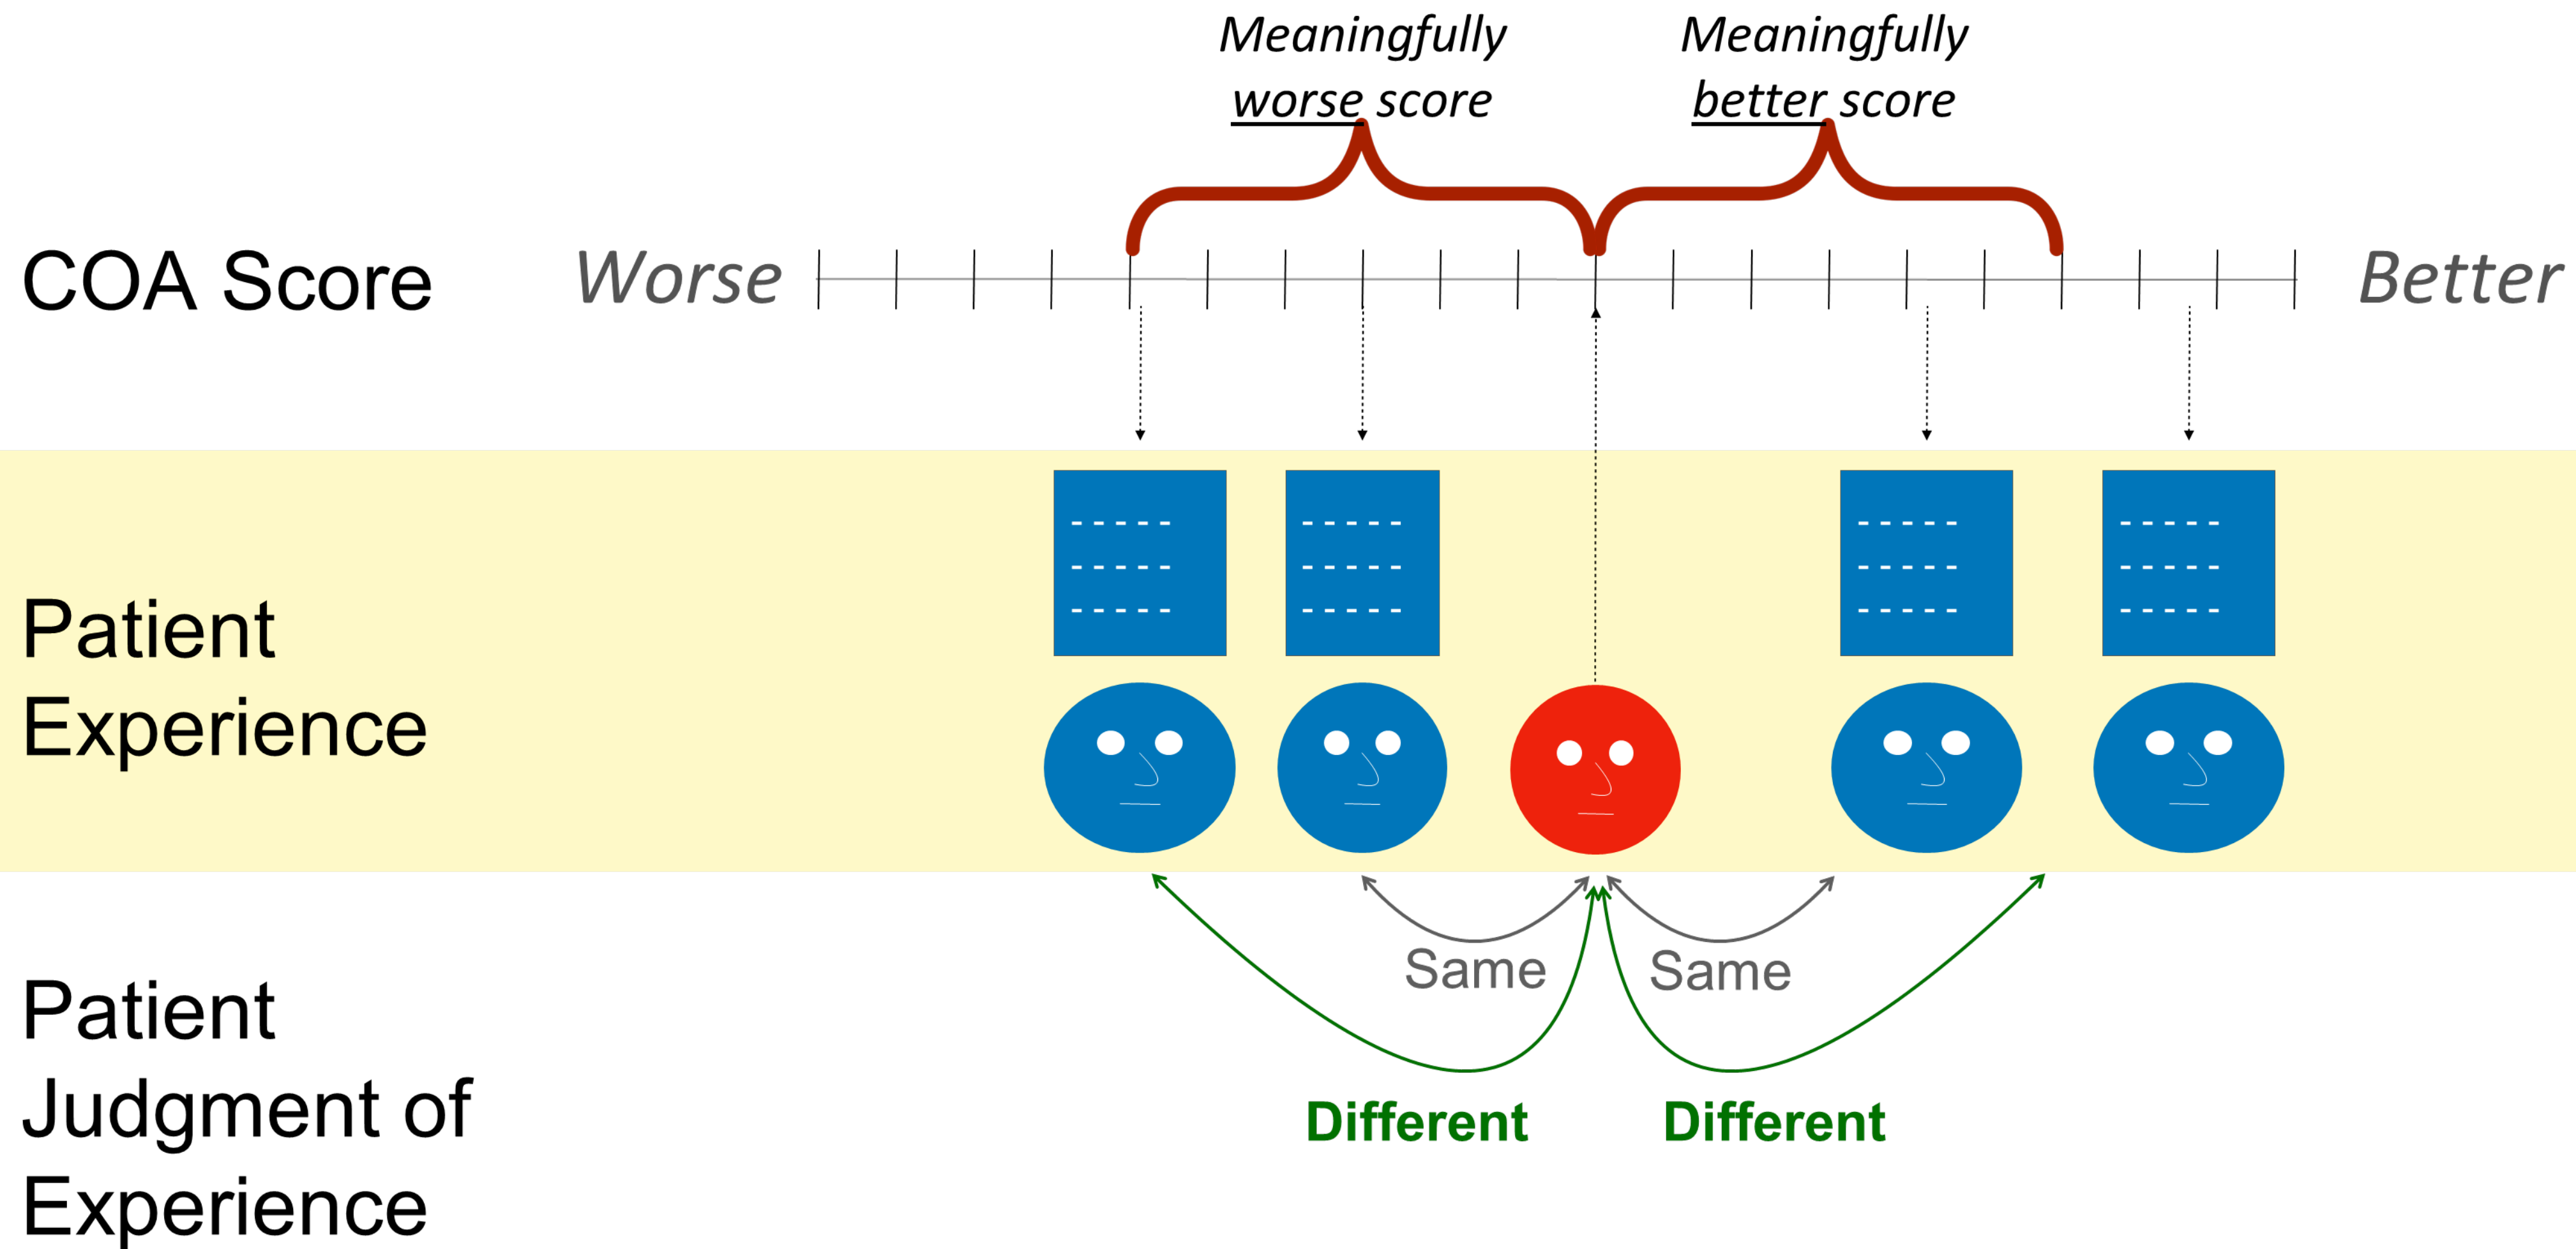 Meaningfully
worse score
Meaningfully
better score
COA Score
Worse
Better
Patient
Experience
Same
Same
Patient
Judgment of
Experience
Different
Different